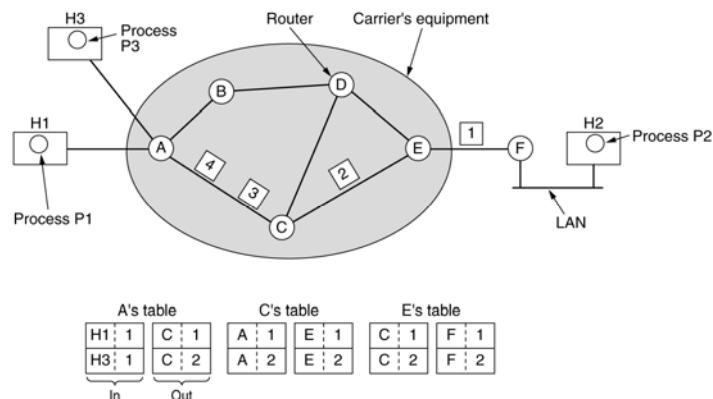 H3
Process
P3
Router
Carrier's equipment
B
D
H1
A
E
1
F
H2
Process P2
4
3
2
Process P1
C
LAN
A's table
C's table
E's table
H1 1 C 1 A 1 E 1 C 1 F 1
H3 1 C 2 A 2 E 2 C 2 F 2
In Out